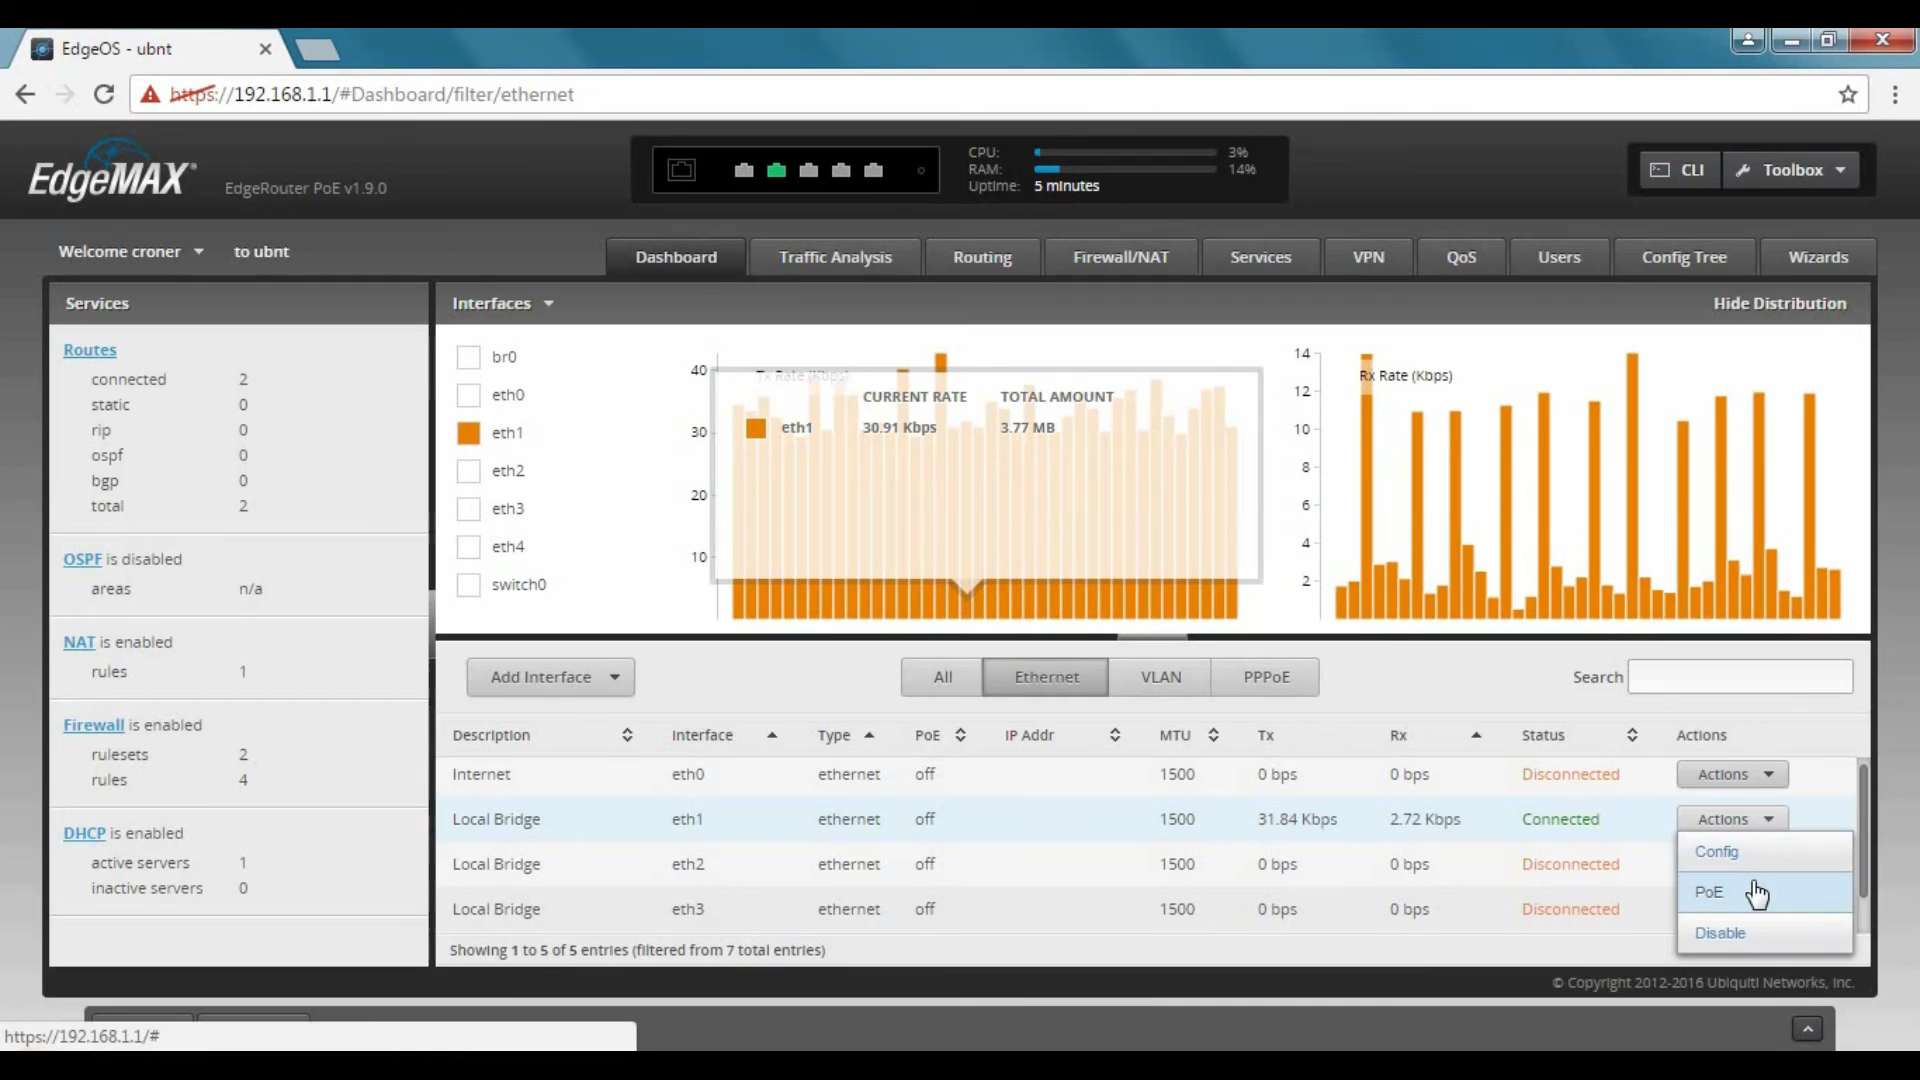 EdgeOS - ubnt
https://192.168.1.1/#Dashboard/filter/ethernet
EdgeMAX
EdgeRouter PoE v1.9.0
CPU: 3%
RAM: 14%
Uptime: 5 minutes
CLI
Toolbox
Welcome croner to ubnt
Dashboard
Traffic Analysis
Routing
Firewall/NAT
Services
VPN
QoS
Users
Config Tree
Wizards
Services
Routes
connected 2
static 0
rip 0
ospf 0
bgp 0
total 2
OSPF is disabled
areas n/a
NAT is enabled
rules 1
Firewall is enabled
rulesets 2
rules 4
DHCP is enabled
active servers 1
inactive servers 0
Interfaces
Hide Distribution
br0
eth0
eth1
eth2
eth3
eth4
switch0
Tx Rate (Kbps)
40
30
20
10
CURRENT RATE TOTAL AMOUNT
eth1 30.91 Kbps 3.77 MB
Rx Rate (Kbps)
14
12
10
8
6
4
2
Add Interface
All
Ethernet
VLAN
PPPoE
Search
Description Interface Type PoE IP Addr MTU Tx Rx Status Actions
Internet eth0 ethernet off 1500 0 bps 0 bps Disconnected Actions
Local Bridge eth1 ethernet off 1500 31.84 Kbps 2.72 Kbps Connected Actions
Local Bridge eth2 ethernet off 1500 0 bps 0 bps Disconnected
Local Bridge eth3 ethernet off 1500 0 bps 0 bps Disconnected
Config
PoE
Disable
Showing 1 to 5 of 5 entries (filtered from 7 total entries)
© Copyright 2012-2016 Ubiquiti Networks, Inc.
https://192.168.1.1/#